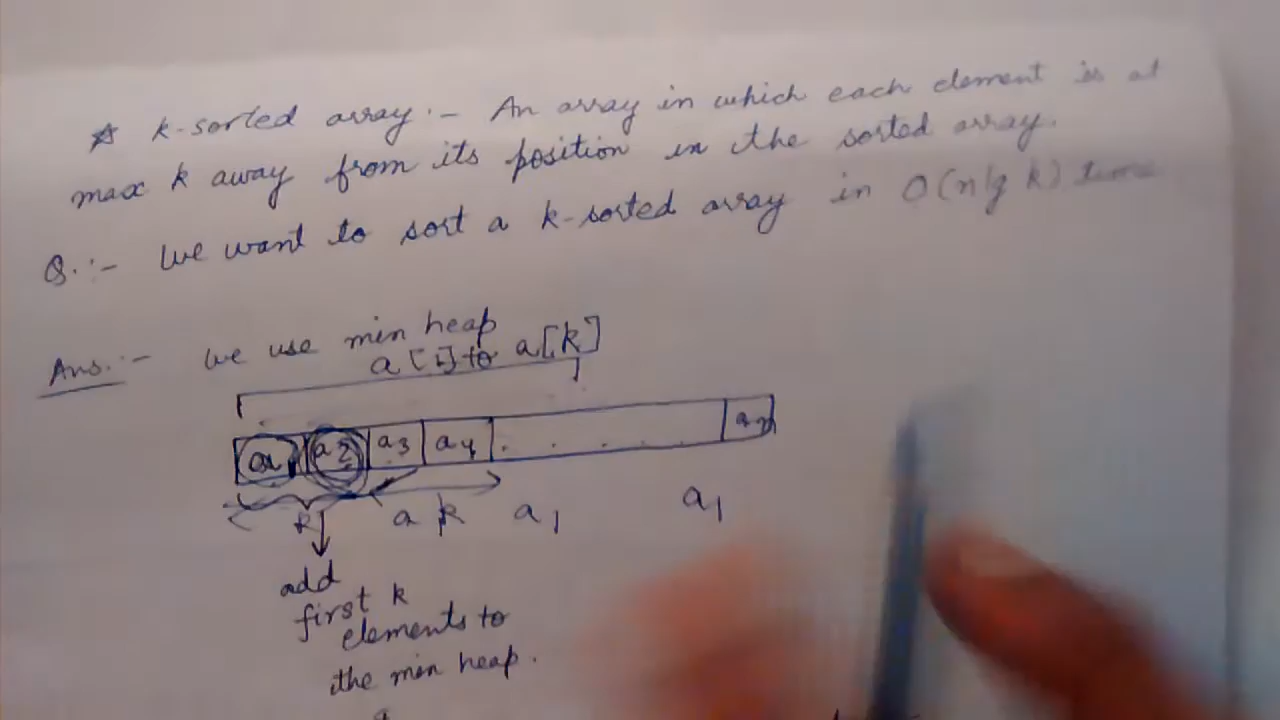 * k-sorted array:- An array in which each element is at
max k away from its position in the sorted array.
Q.:- We want to sort a k-sorted array in O(n lg k) time
Ans.:- We use min heap
a[1] to a[k]
a1 a2 a3 a4 . . . . an
k a k a1 a1
add
first k
elements to
the min heap.